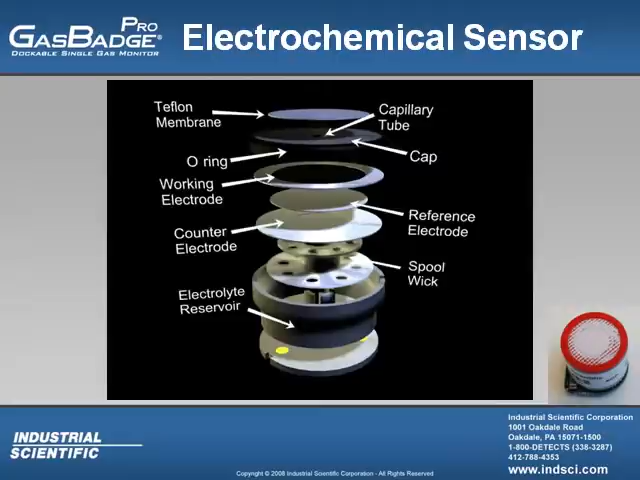 GASBADGE® PRO
DOCKABLE SINGLE GAS MONITOR
Electrochemical Sensor
Teflon
Membrane
Capillary
Tube
O ring
Cap
Working
Electrode
Reference
Electrode
Counter
Electrode
Spool
Wick
Electrolyte
Reservoir
INDUSTRIAL
SCIENTIFIC
Industrial Scientific Corporation
1001 Oakdale Road
Oakdale, PA 15071-1500
1-800-DETECTS (338-3287)
412-788-4353
www.indsci.com
Copyright © 2008 Industrial Scientific Corporation - All Rights Reserved